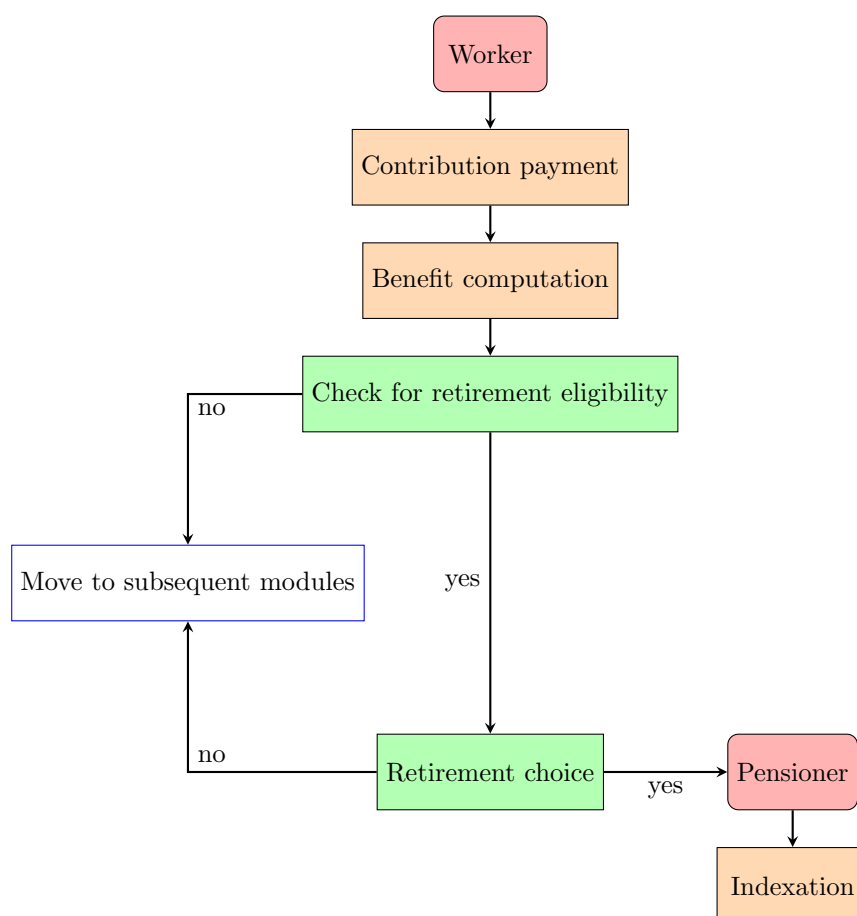 Worker
Contribution payment
Benefit computation
Check for retirement eligibility
no
Move to subsequent modules
yes
no
Retirement choice
yes
Pensioner
Indexation